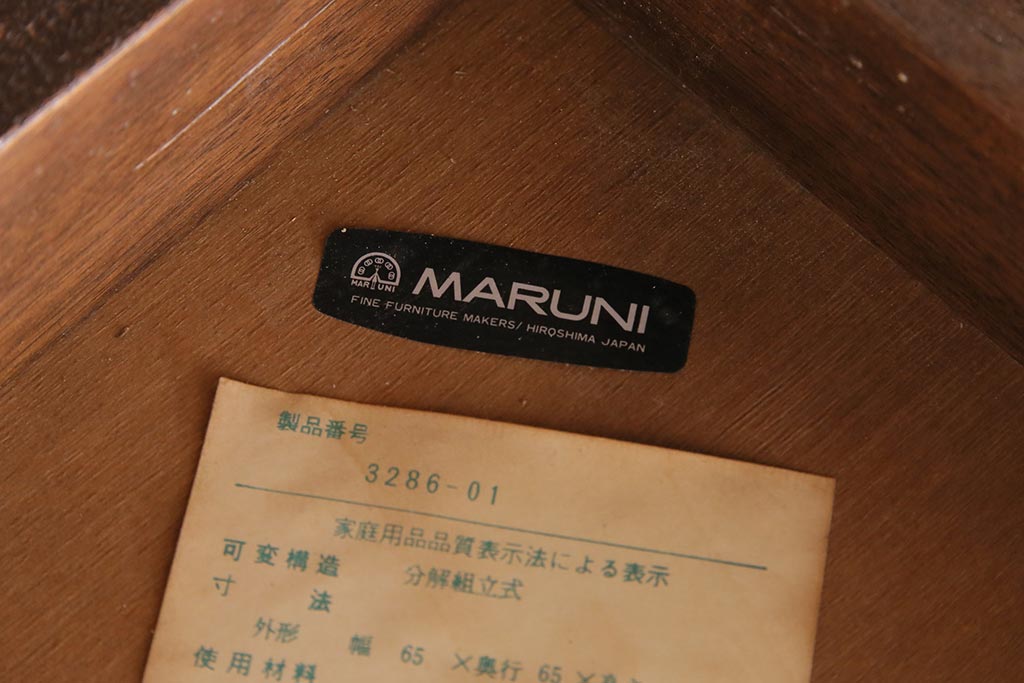 MARUNI
MARUNI
FINE FURNITURE MAKERS/HIROSHIMA JAPAN
製品番号
3286-01
家庭用品品質表示法による表示
可変構造 分解組立式
寸 法
外形 幅 65 ×奥行 65 ×
使用材料